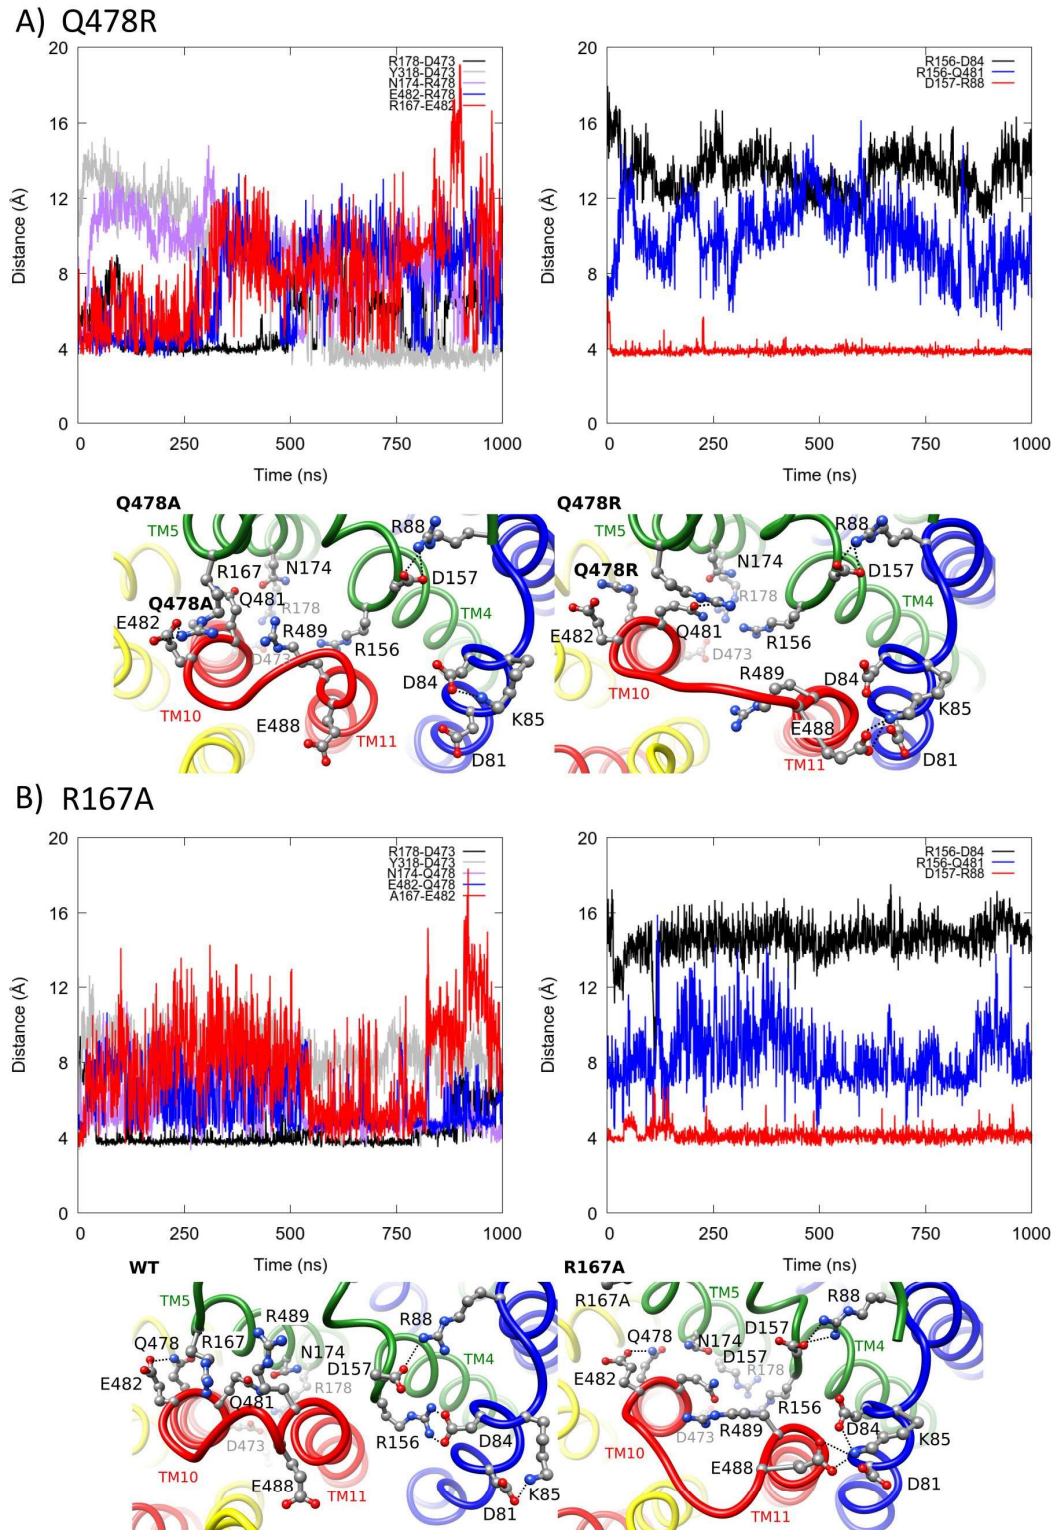 A) Q478R
20
16
12
8
4
0
Distance (Å)
R178-D473
Y318-D473
N174-R478
E482-R478
R167-E482
0 250 500 750 1000
Time (ns)
20
16
12
8
4
0
Distance (Å)
R156-D84
R156-Q481
D157-R88
0 250 500 750 1000
Time (ns)
Q478A
TM5
R88
R167
N174
D157
Q478A
Q481
R178
TM4
E482
R489
R156
D473
D84
TM10
E488
K85
TM11
D81
Q478R
TM5
R88
N174
Q478R
D157
R178
TM4
E482
Q481
R156
D473
R489
D84
TM10
E488
K85
TM11
D81
B) R167A
20
16
12
8
4
0
Distance (Å)
R178-D473
Y318-D473
N174-Q478
E482-Q478
A167-E482
0 250 500 750 1000
Time (ns)
20
16
12
8
4
0
Distance (Å)
R156-D84
R156-Q481
D157-R88
0 250 500 750 1000
Time (ns)
WT
TM5
R489
R88
Q478
R167
N174
D157
TM4
E482
R178
Q481
D473
R156
D84
TM10
E488
K85
TM11
D81
R167A
R167A
TM5
R88
Q478
N174
D157
D157
TM4
E482
R178
R156
D473
R489
D84
K85
TM10
E488
D81
TM11